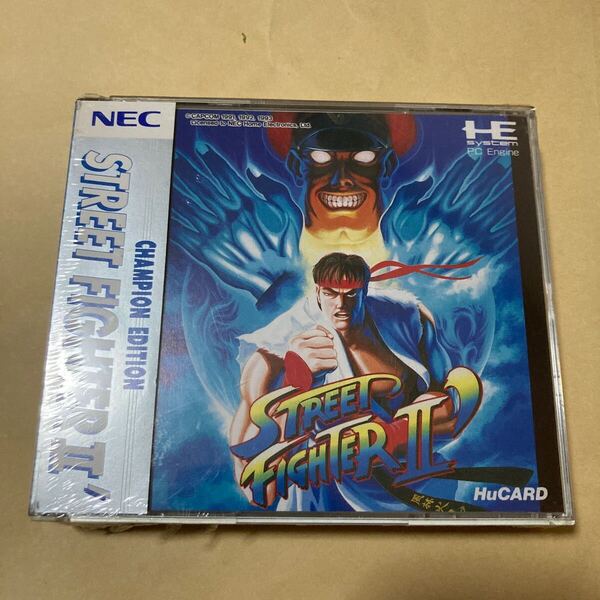 NEC
STREET FIGHTER II'
CHAMPION EDITION
©CAPCOM 1991, 1992, 1993
Licensed to NEC Home Electronics, Ltd.
HE
system
PC Engine
STREET
FIGHTER II'
HuCARD